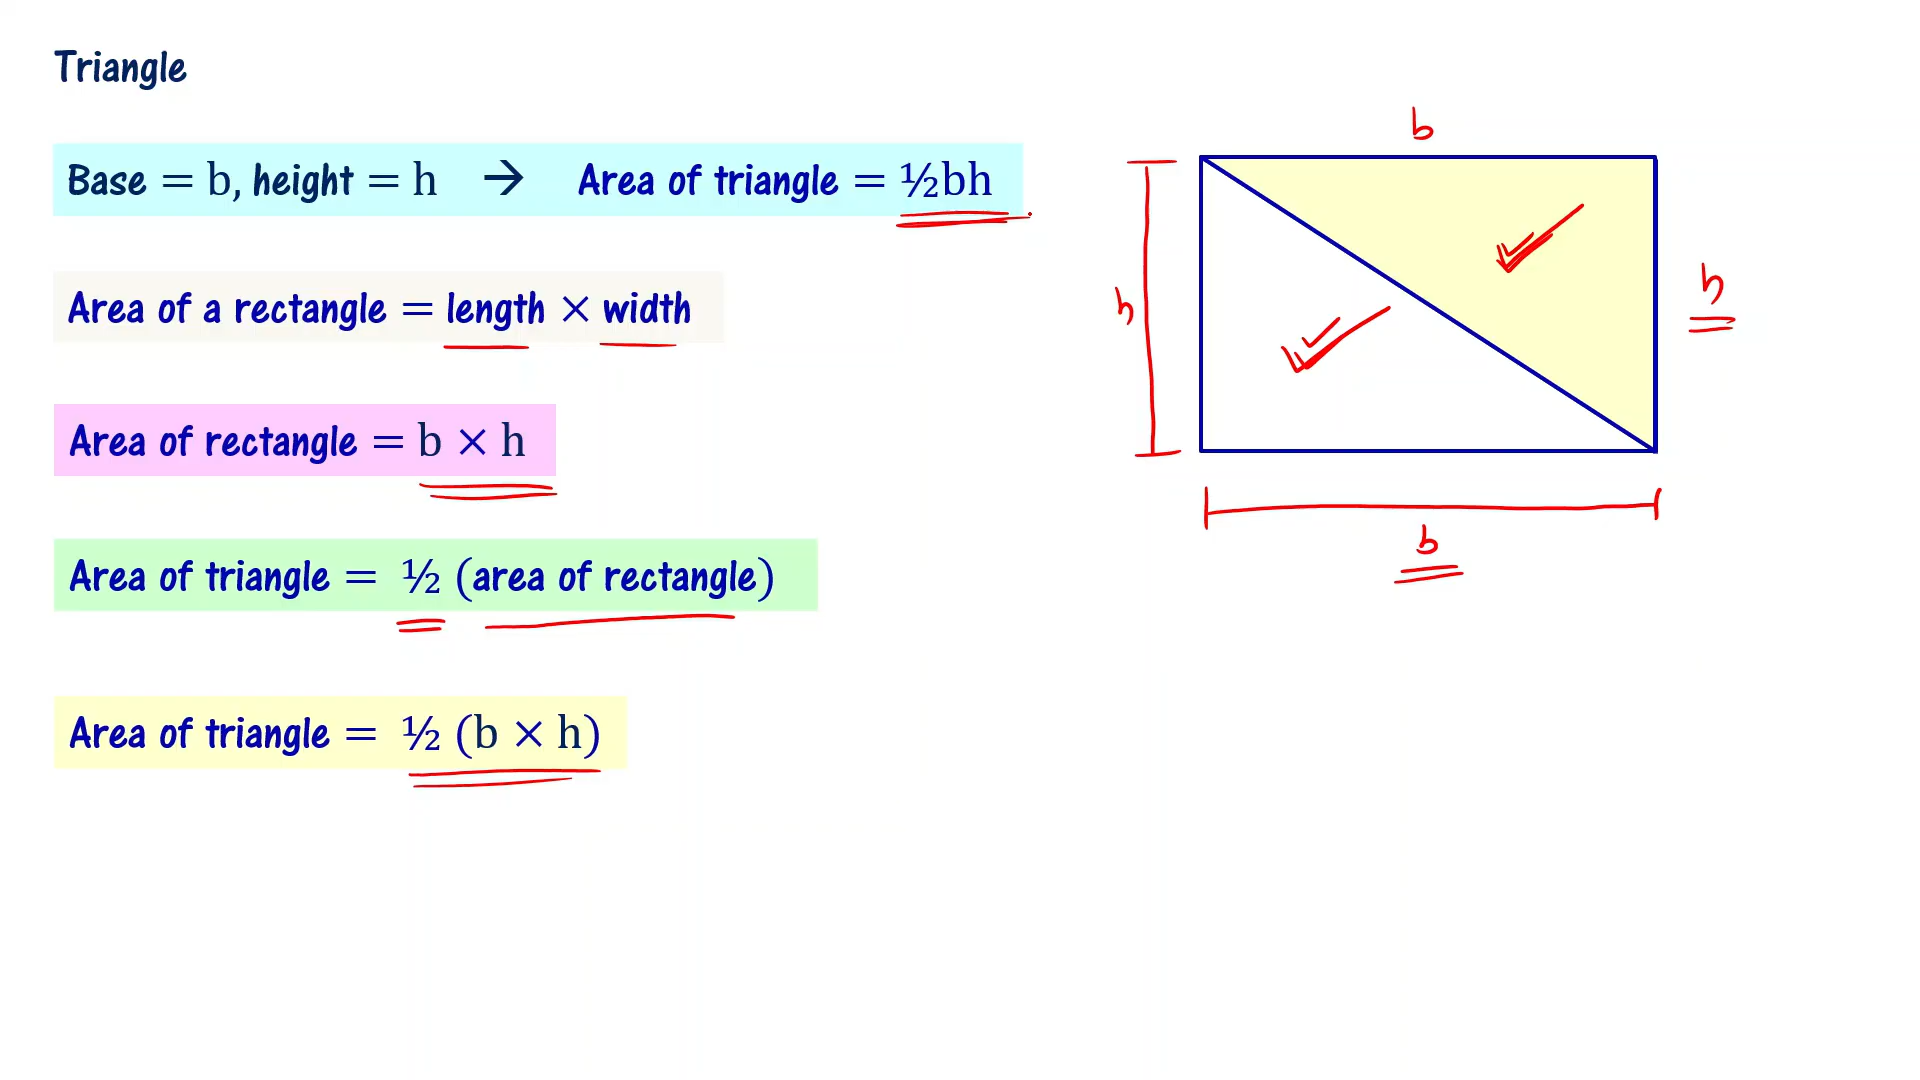 Triangle
Base = b, height = h → Area of triangle = ½bh
Area of a rectangle = length × width
Area of rectangle = b × h
Area of triangle = ½ (area of rectangle)
Area of triangle = ½ (b × h)
b
h
h
b